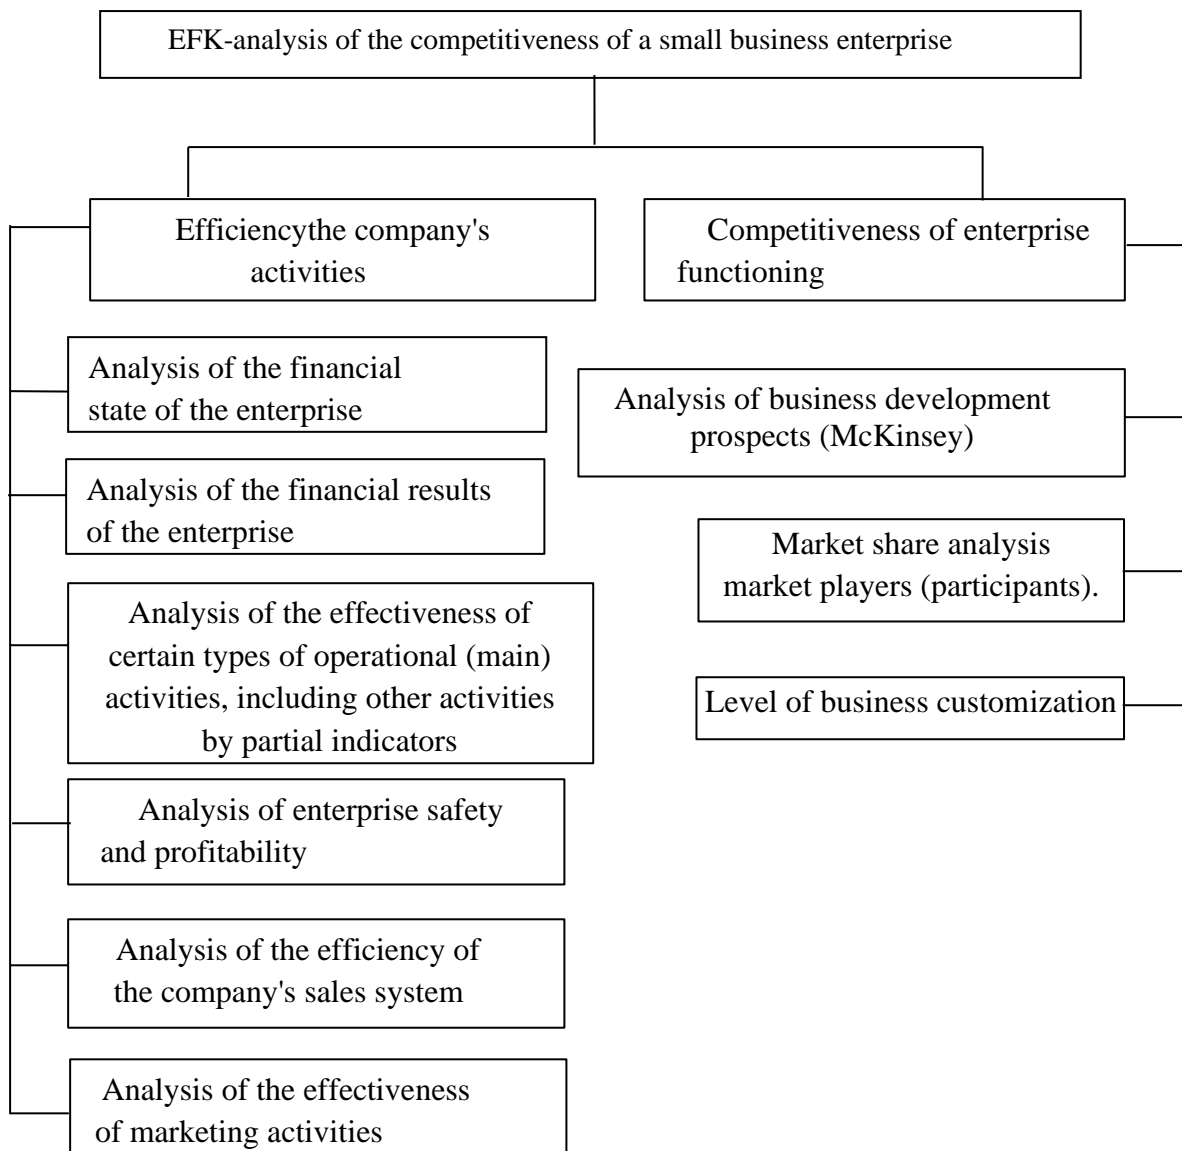 EFK-analysis of the competitiveness of a small business enterprise
Efficiencythe company's
activities
Competitiveness of enterprise
functioning
Analysis of the financial
state of the enterprise
Analysis of the financial results
of the enterprise
Analysis of the effectiveness of
certain types of operational (main)
activities, including other activities
by partial indicators
Analysis of enterprise safety
and profitability
Analysis of the efficiency of
the company's sales system
Analysis of the effectiveness
of marketing activities
Analysis of business development
prospects (McKinsey)
Market share analysis
market players (participants).
Level of business customization